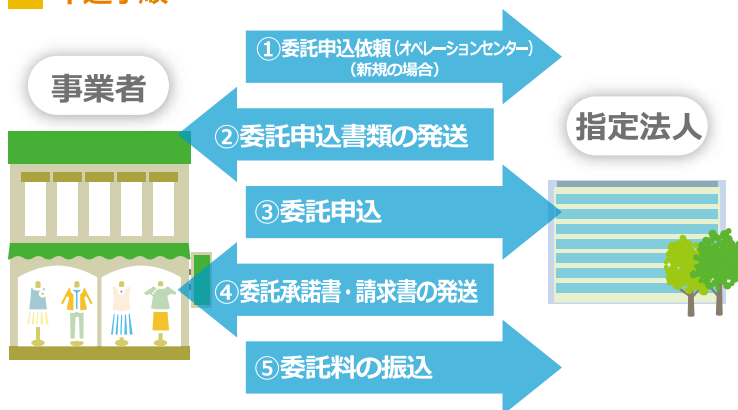 事業者
①委託申込依頼（オペレーションセンター）
（新規の場合）
②委託申込書類の発送
指定法人
③委託申込
④委託承諾書・請求書の発送
⑤委託料の振込